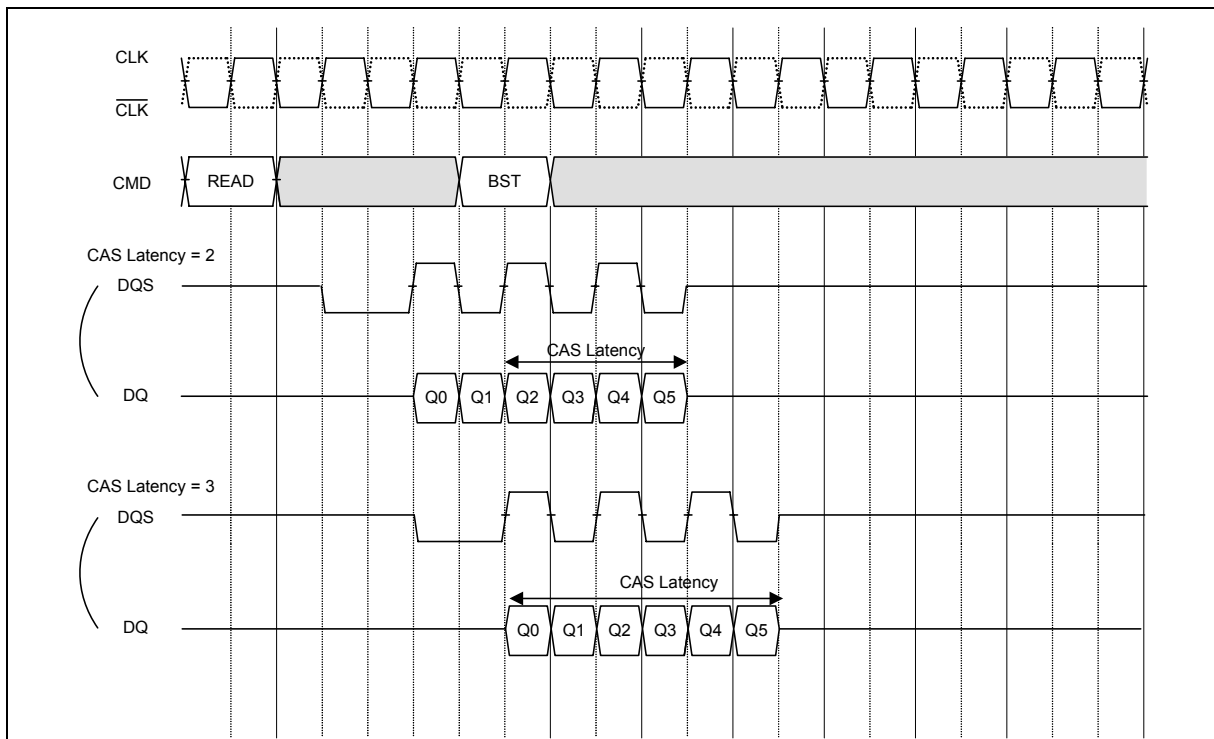 CLK
CLK
CMD
READ
BST
CAS Latency = 2
DQS
CAS Latency
DQ
Q0 Q1 Q2 Q3 Q4 Q5
CAS Latency = 3
DQS
CAS Latency
DQ
Q0 Q1 Q2 Q3 Q4 Q5